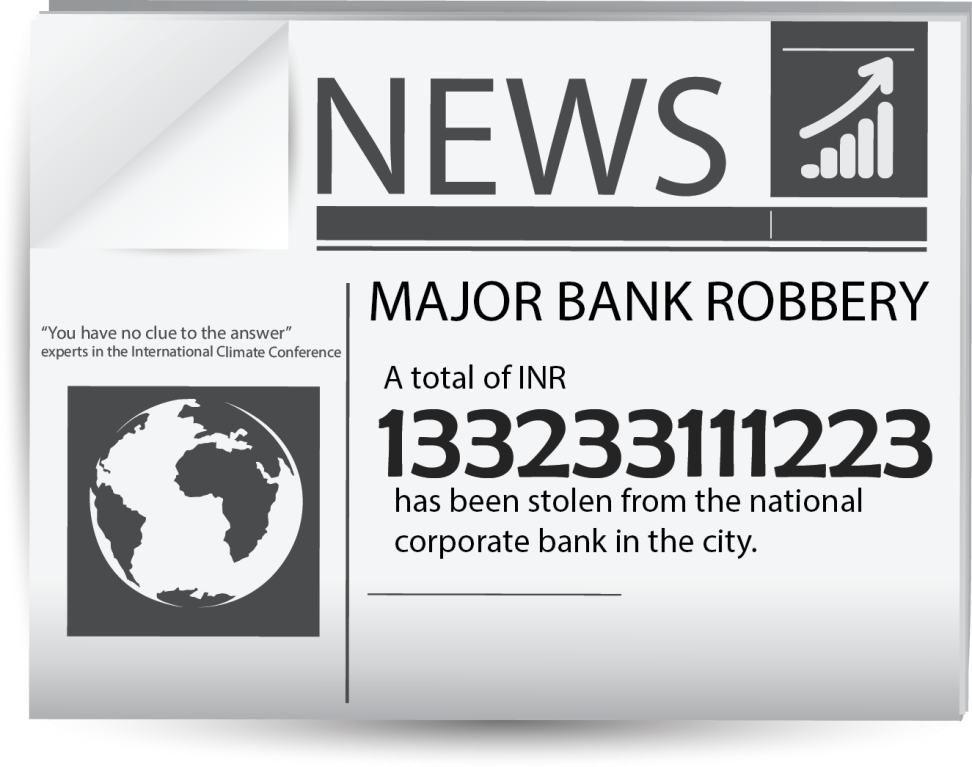 NEWS
“You have no clue to the answer”
experts in the International Climate Conference
MAJOR BANK ROBBERY
A total of INR
133233111223
has been stolen from the national
corporate bank in the city.